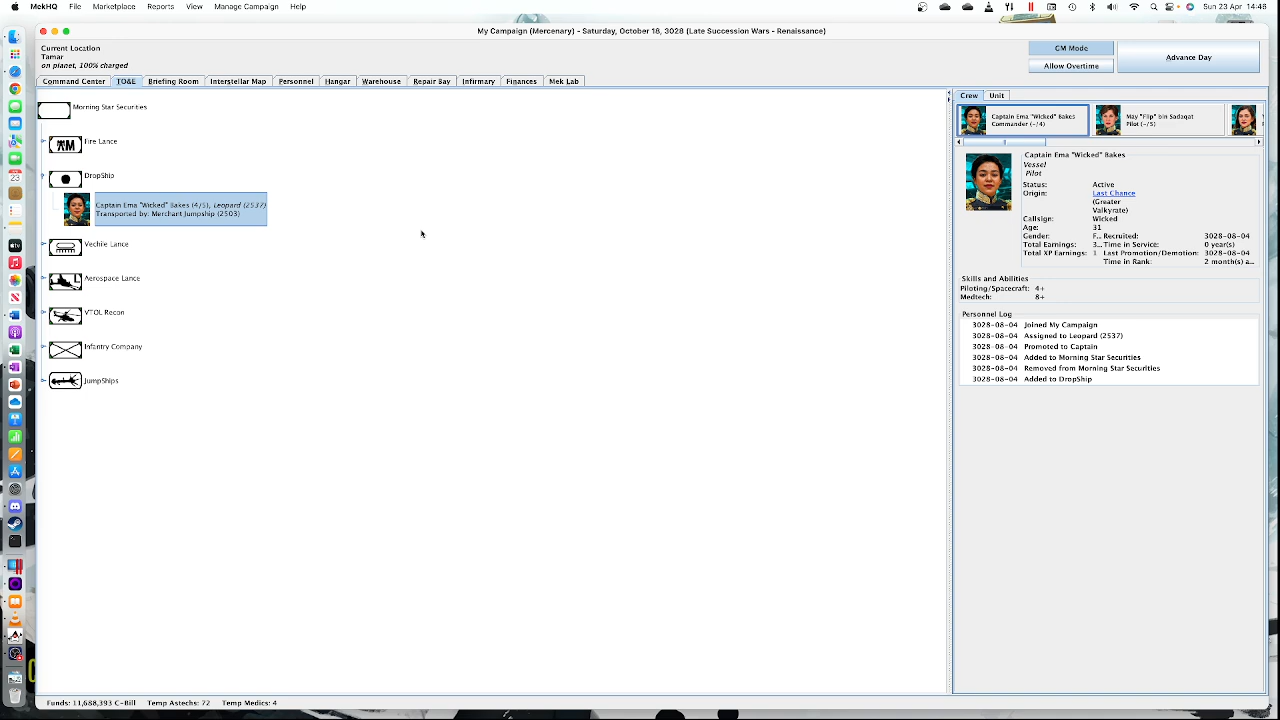 MekHQ File Marketplace Reports View Manage Campaign Help
Sun 23 Apr 14:46
My Campaign (Mercenary) - Saturday, October 18, 3028 (Late Succession Wars - Renaissance)
Current Location
Tamar
on planet, 100% charged
GM Mode
Allow Overtime
Advance Day
Command Center TO&E Briefing Room Interstellar Map Personnel Hangar Warehouse Repair Bay Infirmary Finances Mek Lab
Morning Star Securities
Fire Lance
DropShip
Captain Ema "Wicked" Bakes (4/5), Leopard (2537)
Transported by: Merchant Jumpship (2503)
Vechile Lance
Aerospace Lance
VTOL Recon
Infantry Company
JumpShips
Crew Unit
Captain Ema "Wicked" Bakes
Commander (-/4)
May "Flip" bin Sadaqat
Pilot (-/5)
Captain Ema "Wicked" Bakes
Vessel
Pilot
Status: Active
Origin: Last Chance
(Greater
Valkyrate)
Callsign: Wicked
Age: 31
Gender: F... Recruited: 3028-08-04
Total Earnings: 3... Time in Service: 0 year(s)
Total XP Earnings: 1 Last Promotion/Demotion: 3028-08-04
Time in Rank: 2 month(s) a...
Skills and Abilities
Piloting/Spacecraft: 4+
Medtech: 8+
Personnel Log
3028-08-04 Joined My Campaign
3028-08-04 Assigned to Leopard (2537)
3028-08-04 Promoted to Captain
3028-08-04 Added to Morning Star Securities
3028-08-04 Removed from Morning Star Securities
3028-08-04 Added to DropShip
Funds: 11,688,393 C-Bill Temp Astechs: 72 Temp Medics: 4